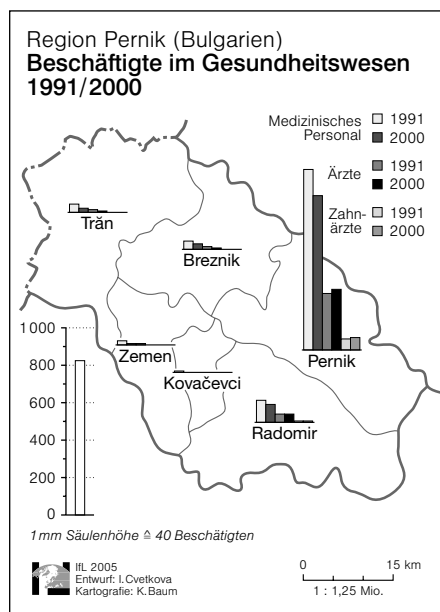 Region Pernik (Bulgarien)
Beschäftigte im Gesundheitswesen
1991/2000
Medizinisches
Personal
1991
2000
Ärzte
1991
2000
Zahn-
ärzte
1991
2000
Trăn
Breznik
Pernik
Zemen
Kovačevci
Radomir
1 000
800
600
400
200
0
1 mm Säulenhöhe ≙ 40 Beschätigten
IfL 2005
Entwurf: I. Cvetkova
Kartografie: K. Baum
0 15 km
1 : 1,25 Mio.